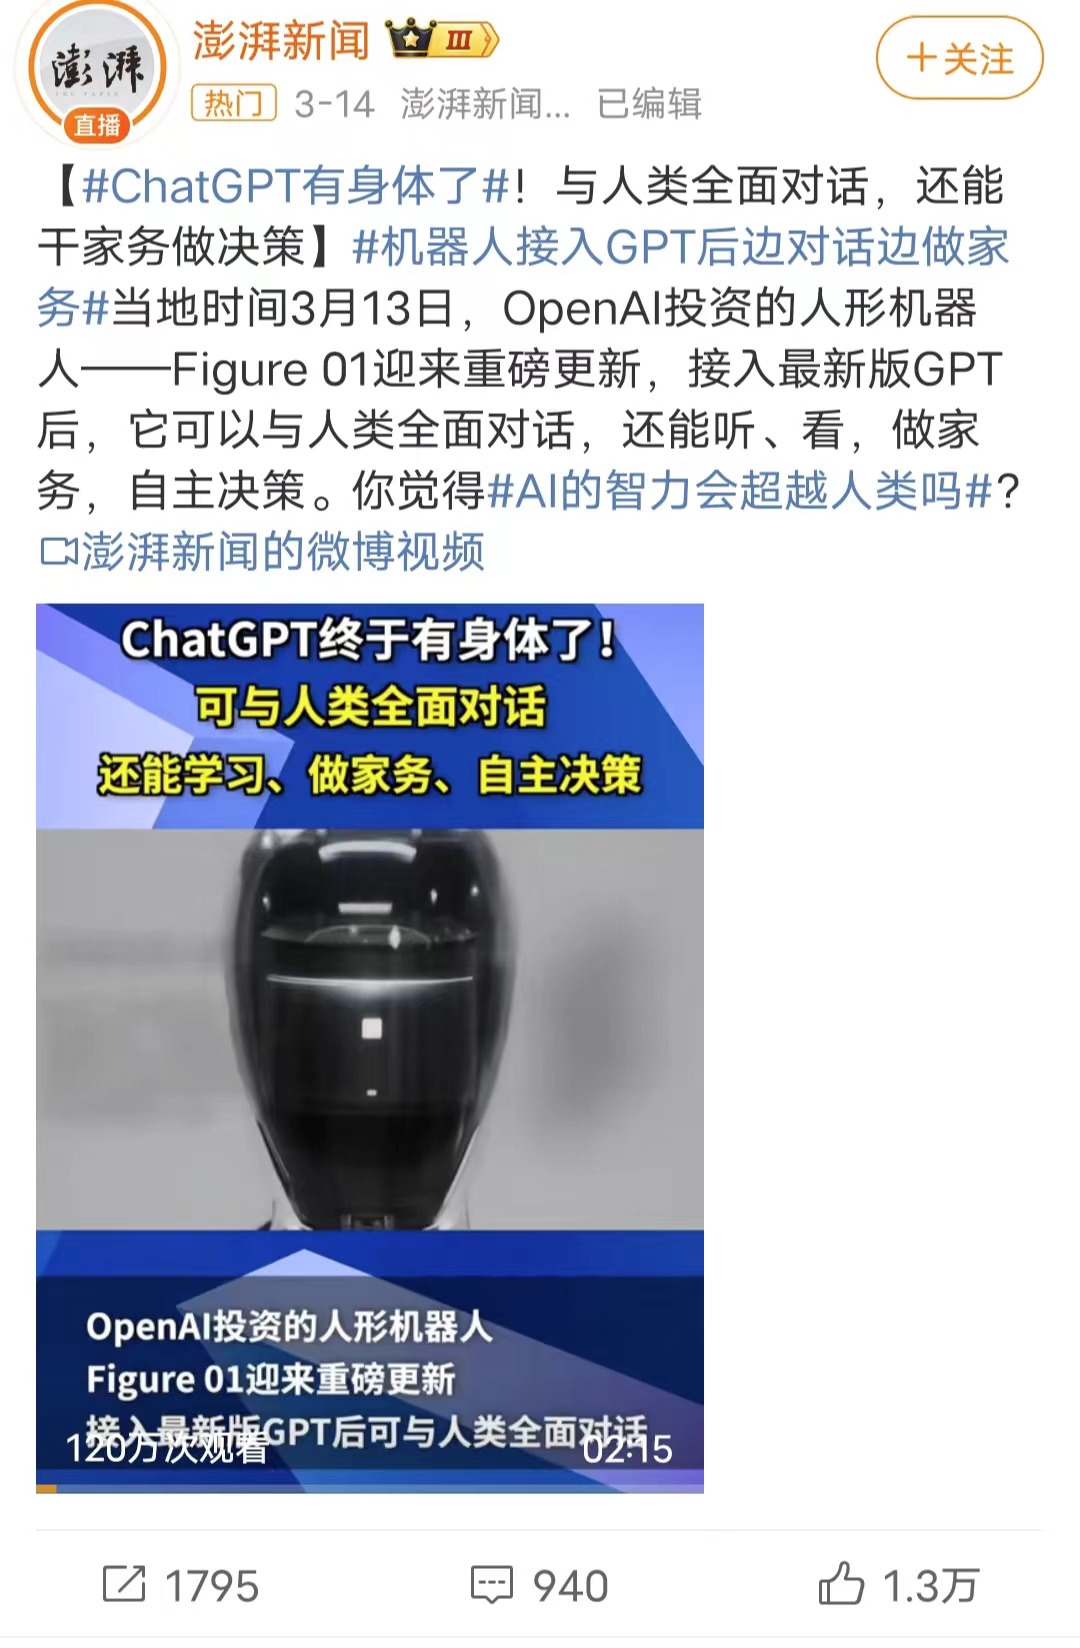 澎湃
THE PAPER
直播
澎湃新闻
III
+关注
热门 3-14 澎湃新闻... 已编辑
【#ChatGPT有身体了#！与人类全面对话，还能
干家务做决策】#机器人接入GPT后边对话边做家
务#当地时间3月13日，OpenAI投资的人形机器
人——Figure 01迎来重磅更新，接入最新版GPT
后，它可以与人类全面对话，还能听、看，做家
务，自主决策。你觉得#AI的智力会超越人类吗#？
澎湃新闻的微博视频
ChatGPT终于有身体了！
可与人类全面对话
还能学习、做家务、自主决策
OpenAI投资的人形机器人
Figure 01迎来重磅更新
接入最新版GPT后可与人类全面对话
120万次观看
02:15
1795
940
1.3万